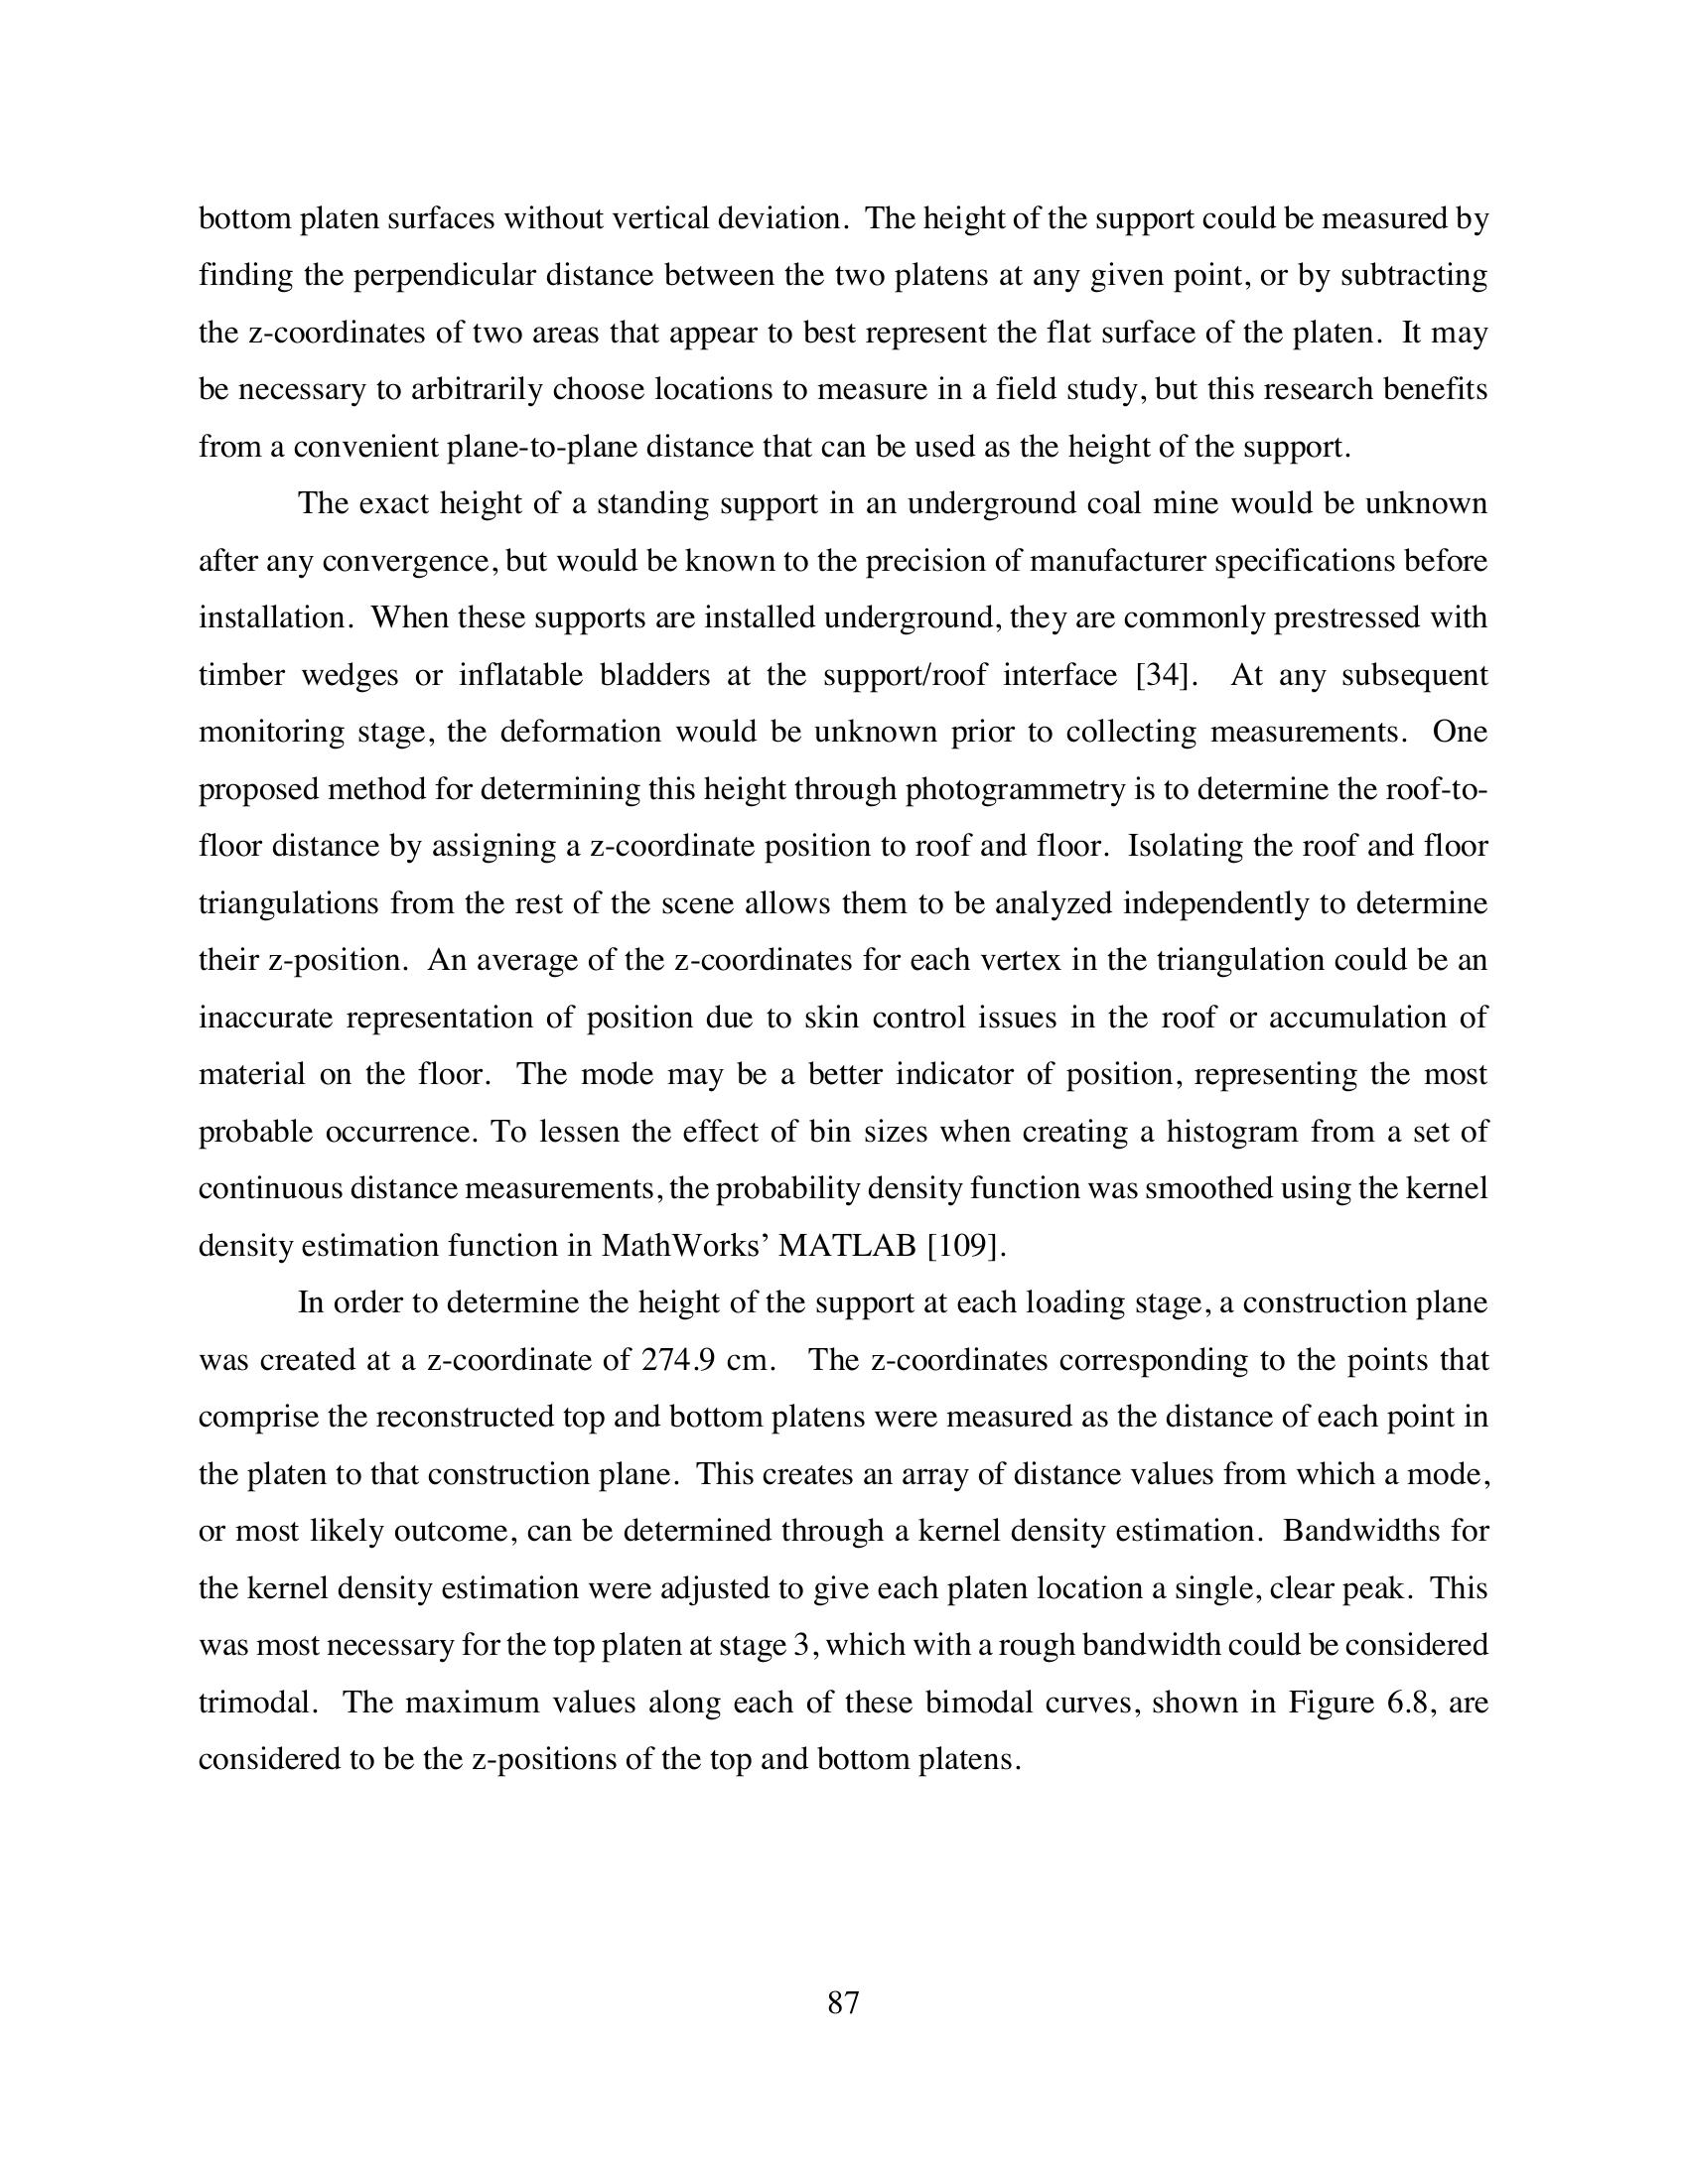 bottom platen surfaces without vertical deviation.  The height of the support could be measured by
finding the perpendicular distance between the two platens at any given point, or by subtracting
the z-coordinates of two areas that appear to best represent the flat surface of the platen.  It may
be necessary to arbitrarily choose locations to measure in a field study, but this research benefits
from a convenient plane-to-plane distance that can be used as the height of the support.
The exact height of a standing support in an underground coal mine would be unknown
after any convergence, but would be known to the precision of manufacturer specifications before
installation.  When these supports are installed underground, they are commonly prestressed with
timber wedges or inflatable bladders at the support/roof interface [34].  At any subsequent
monitoring stage, the deformation would be unknown prior to collecting measurements.  One
proposed method for determining this height through photogrammetry is to determine the roof-to-
floor distance by assigning a z-coordinate position to roof and floor.  Isolating the roof and floor
triangulations from the rest of the scene allows them to be analyzed independently to determine
their z-position.  An average of the z-coordinates for each vertex in the triangulation could be an
inaccurate representation of position due to skin control issues in the roof or accumulation of
material on the floor.  The mode may be a better indicator of position, representing the most
probable occurrence. To lessen the effect of bin sizes when creating a histogram from a set of
continuous distance measurements, the probability density function was smoothed using the kernel
density estimation function in MathWorks’ MATLAB [109].
In order to determine the height of the support at each loading stage, a construction plane
was created at a z-coordinate of 274.9 cm.   The z-coordinates corresponding to the points that
comprise the reconstructed top and bottom platens were measured as the distance of each point in
the platen to that construction plane.  This creates an array of distance values from which a mode,
or most likely outcome, can be determined through a kernel density estimation.  Bandwidths for
the kernel density estimation were adjusted to give each platen location a single, clear peak.  This
was most necessary for the top platen at stage 3, which with a rough bandwidth could be considered
trimodal.  The maximum values along each of these bimodal curves, shown in Figure 6.8, are
considered to be the z-positions of the top and bottom platens.
87